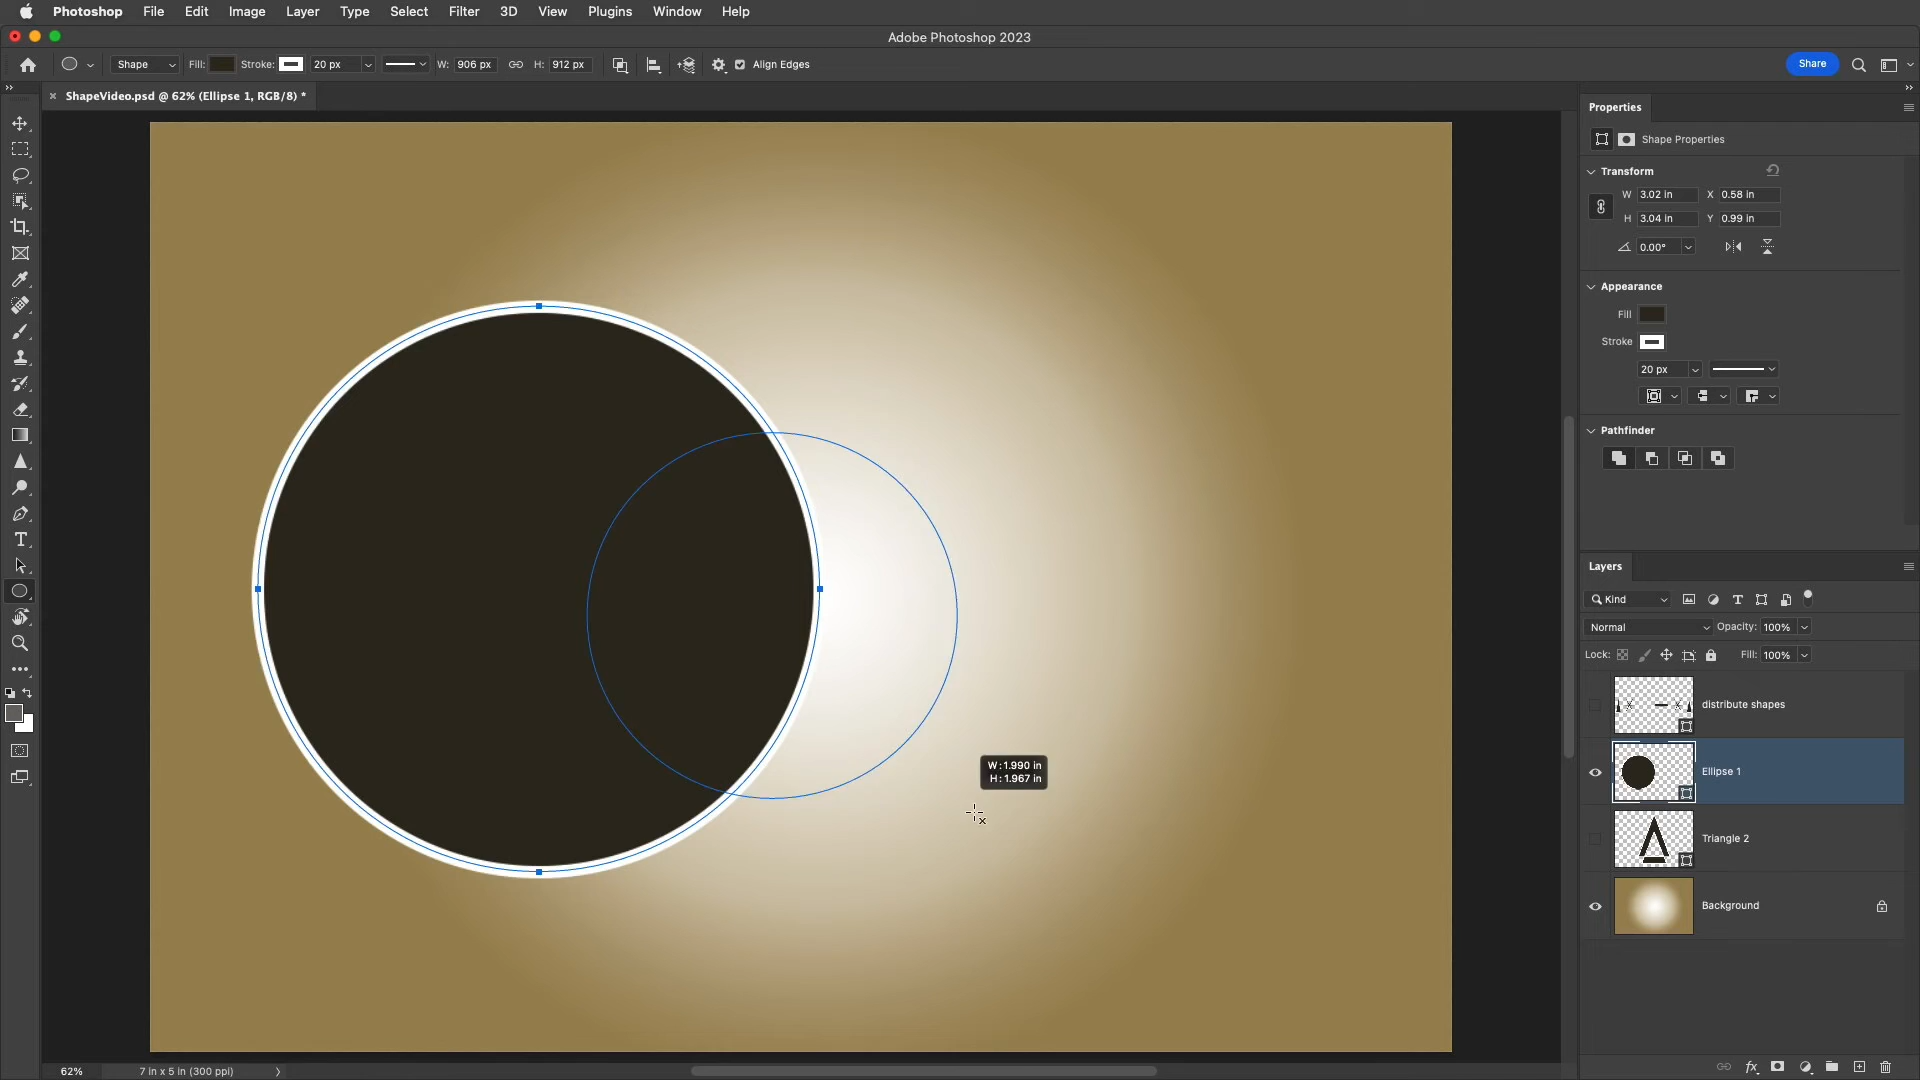 Photoshop File Edit Image Layer Type Select Filter 3D View Plugins Window Help
Adobe Photoshop 2023
Shape Fill: Stroke: 20 px W: 906 px H: 912 px Align Edges Share
× ShapeVideo.psd @ 62% (Ellipse 1, RGB/8) *
Properties
Shape Properties
Transform
W 3.02 in X 0.58 in
H 3.04 in Y 0.99 in
0.00°
Appearance
Fill
Stroke
20 px
Pathfinder
W: 1.990 in
H: 1.967 in
Layers
Kind
Normal Opacity: 100%
Lock: Fill: 100%
distribute shapes
Ellipse 1
Triangle 2
Background
62% 7 in x 5 in (300 ppi)